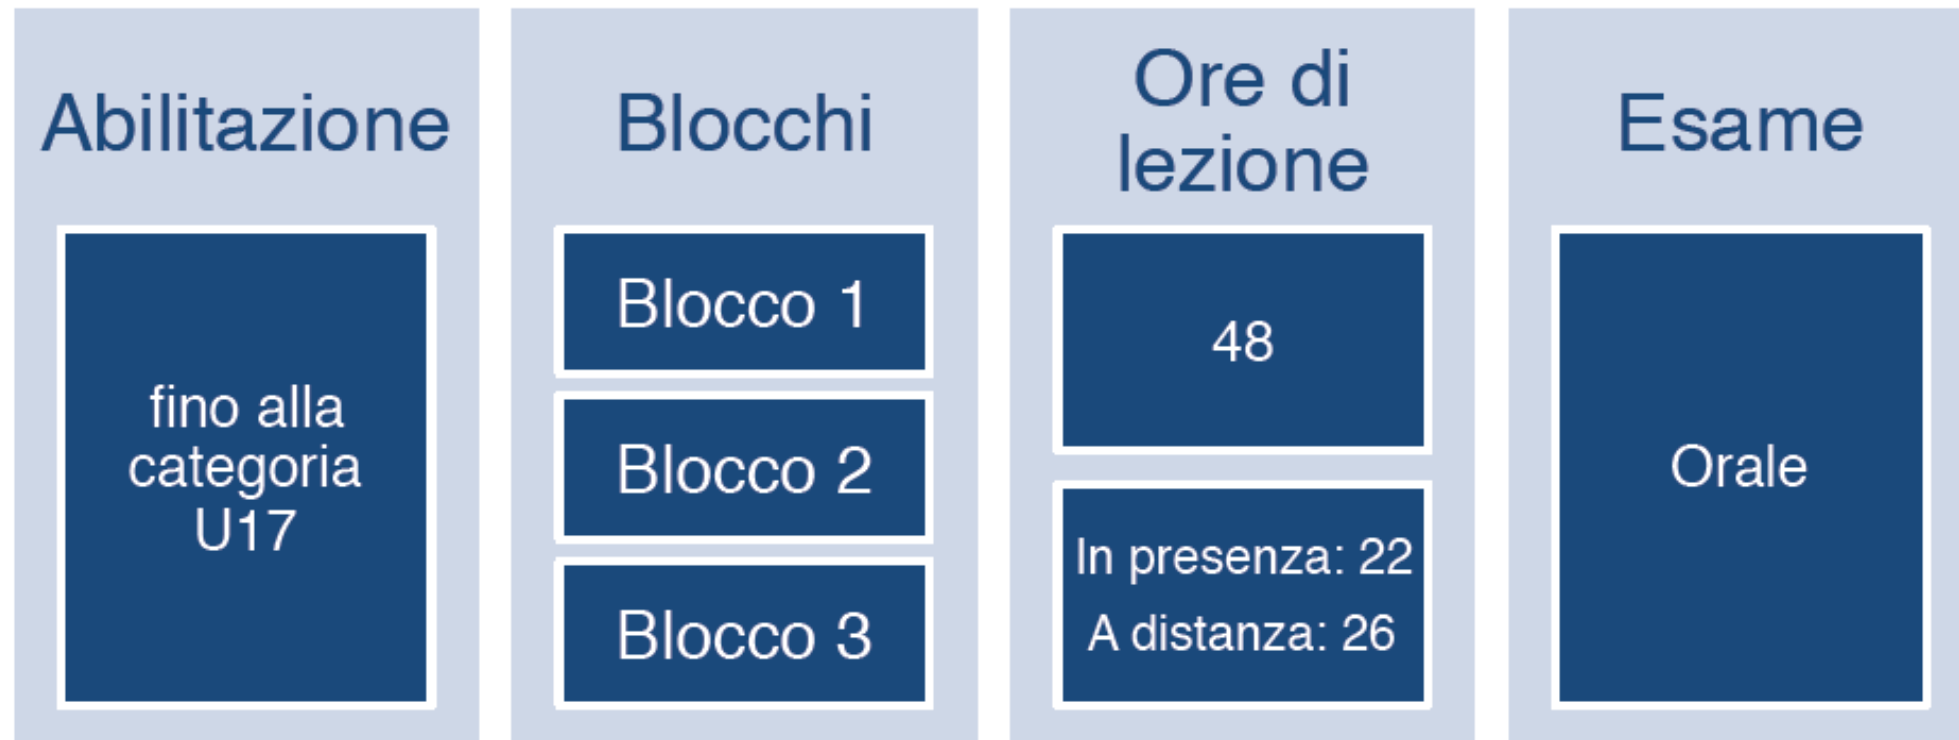 Abilitazione
fino alla
categoria
U17
Blocchi
Blocco 1
Blocco 2
Blocco 3
Ore di
lezione
48
In presenza: 22
A distanza: 26
Esame
Orale